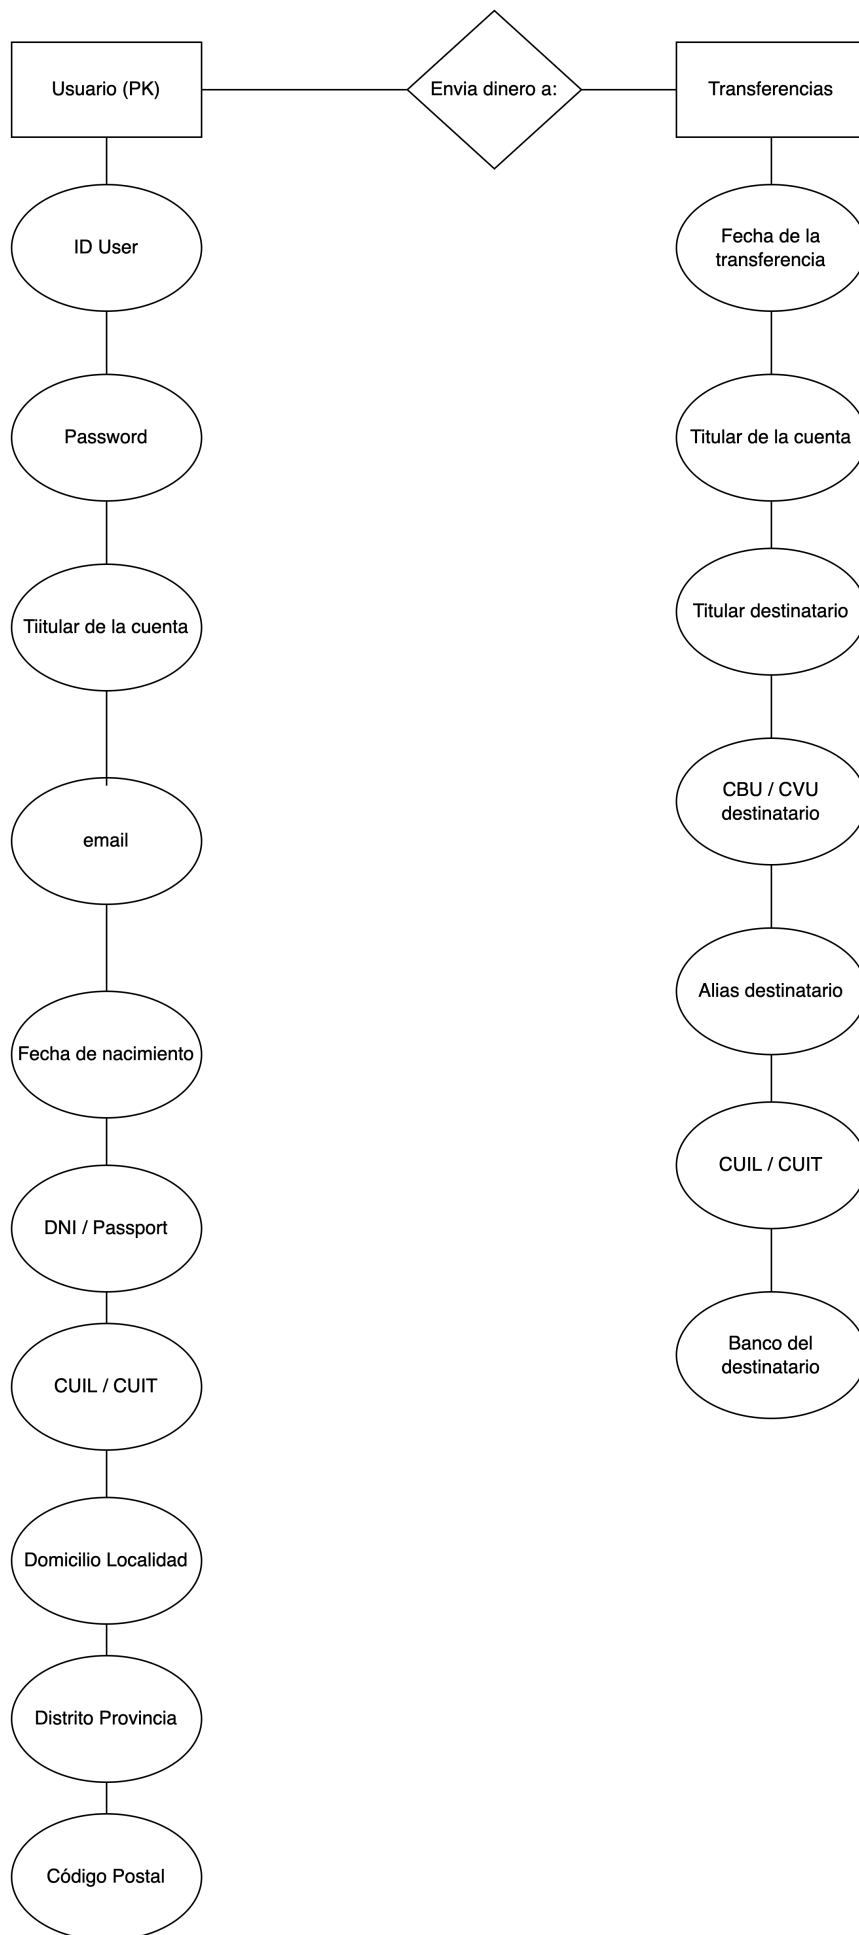 Usuario (PK)
Envia dinero a:
Transferencias
ID User
Password
Tiitular de la cuenta
email
Fecha de nacimiento
DNI / Passport
CUIL / CUIT
Domicilio Localidad
Distrito Provincia
Código Postal
Fecha de la
transferencia
Titular de la cuenta
Titular destinatario
CBU / CVU
destinatario
Alias destinatario
CUIL / CUIT
Banco del
destinatario